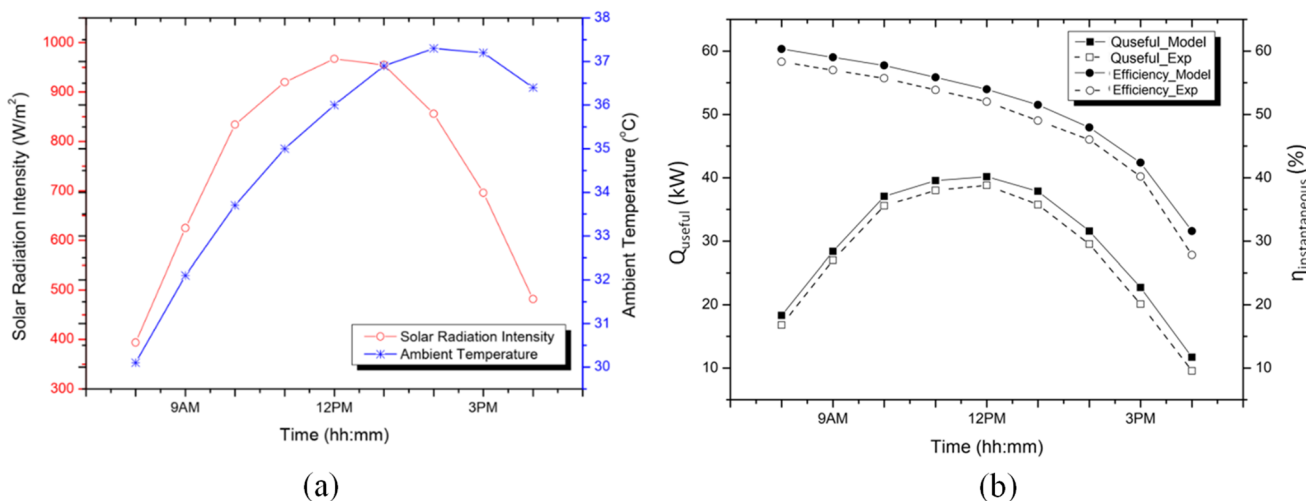 1000
900
800
700
600
500
400
300
Solar Radiation Intensity (W/m²)
38
37
36
35
34
33
32
31
30
Ambient Temperature (°C)
Solar Radiation Intensity
Ambient Temperature
9AM 12PM 3PM
Time (hh:mm)
(a)
60
50
40
30
20
10
Quseful (kW)
60
50
40
30
20
10
ηinstantaneous (%)
Quseful_Model
Quseful_Exp
Efficiency_Model
Efficiency_Exp
9AM 12PM 3PM
Time (hh:mm)
(b)